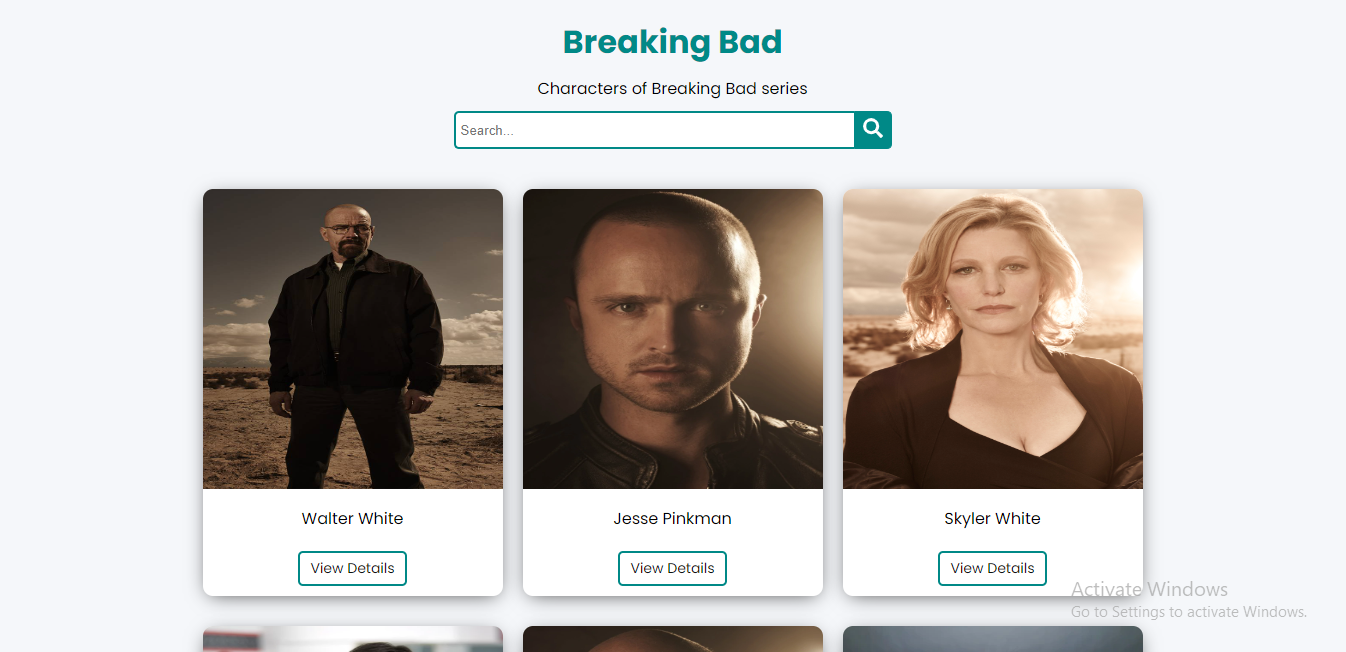 Breaking Bad
Characters of Breaking Bad series
Search...
Walter White
Jesse Pinkman
Skyler White
View Details
View Details
View Details
Activate Windows
Go to Settings to activate Windows.